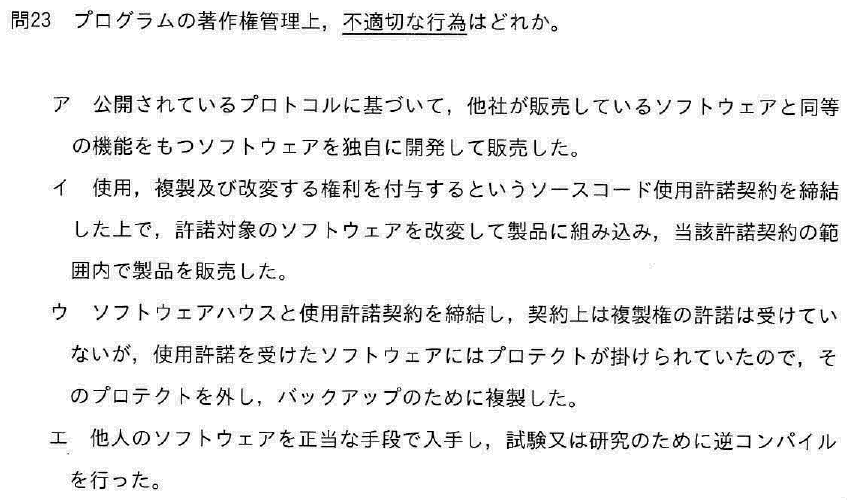 問23 プログラムの著作権管理上，不適切な行為はどれか。
ア 公開されているプロトコルに基づいて，他社が販売しているソフトウェアと同等
の機能をもつソフトウェアを独自に開発して販売した。
イ 使用，複製及び改変する権利を付与するというソースコード使用許諾契約を締結
した上で，許諾対象のソフトウェアを改変して製品に組み込み，当該許諾契約の範
囲内で製品を販売した。
ウ ソフトウェアハウスと使用許諾契約を締結し，契約上は複製権の許諾は受けてい
ないが，使用許諾を受けたソフトウェアにはプロテクトが掛けられていたので，そ
のプロテクトを外し，バックアップのために複製した。
エ 他人のソフトウェアを正当な手段で入手し，試験又は研究のために逆コンパイル
を行った。